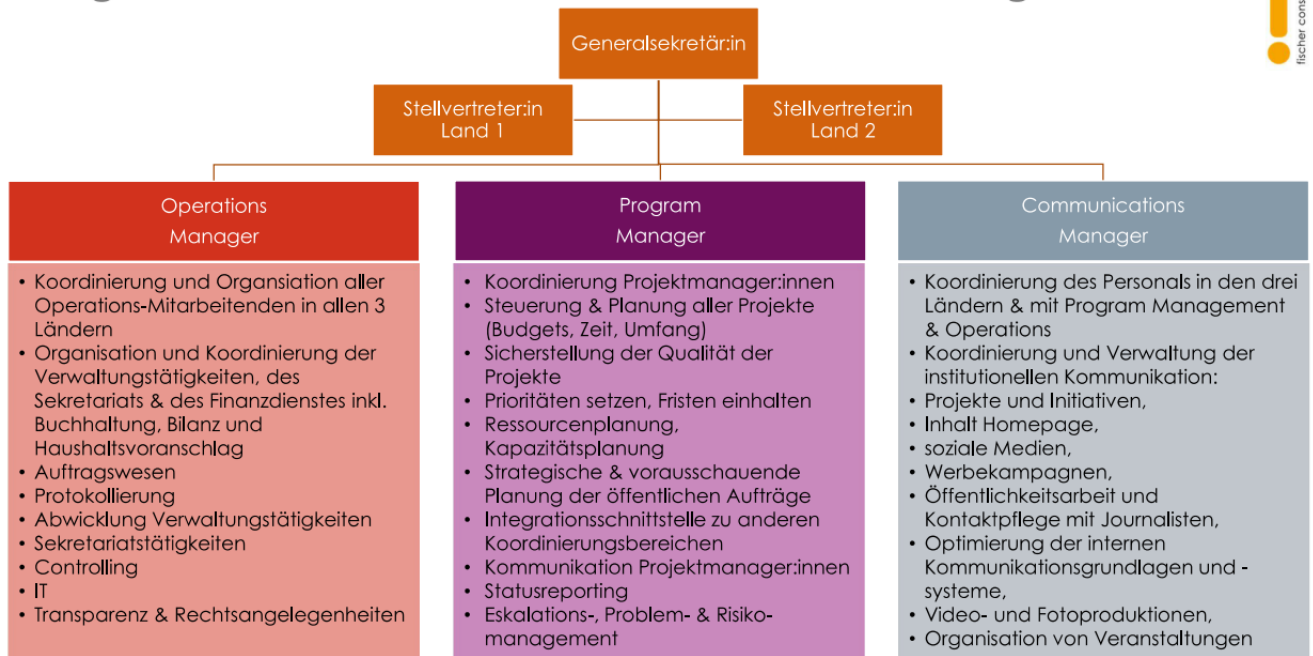 Generalsekretär:in
Stellvertreter:in
Land 1
Stellvertreter:in
Land 2
Operations
Manager
• Koordinierung und Organsiation aller
Operations-Mitarbeitenden in allen 3
Ländern
• Organisation und Koordinierung der
Verwaltungstätigkeiten, des
Sekretariats & des Finanzdienstes inkl.
Buchhaltung, Bilanz und
Haushaltsvoranschlag
• Auftragswesen
• Protokollierung
• Abwicklung Verwaltungstätigkeiten
• Sekretariatstätigkeiten
• Controlling
• IT
• Transparenz & Rechtsangelegenheiten
Program
Manager
• Koordinierung Projektmanager:innen
• Steuerung & Planung aller Projekte
(Budgets, Zeit, Umfang)
• Sicherstellung der Qualität der
Projekte
• Prioritäten setzen, Fristen einhalten
• Ressourcenplanung,
Kapazitätsplanung
• Strategische & vorausschauende
Planung der öffentlichen Aufträge
• Integrationsschnittstelle zu anderen
Koordinierungsbereichen
• Kommunikation Projektmanager:innen
• Statusreporting
• Eskalations-, Problem- & Risiko-
management
Communications
Manager
• Koordinierung des Personals in den drei
Ländern & mit Program Management
& Operations
• Koordinierung und Verwaltung der
institutionellen Kommunikation:
• Projekte und Initiativen,
• Inhalt Homepage,
• soziale Medien,
• Werbekampagnen,
• Öffentlichkeitsarbeit und
Kontaktpflege mit Journalisten,
• Optimierung der internen
Kommunikationsgrundlagen und -
systeme,
• Video- und Fotoproduktionen,
• Organisation von Veranstaltungen
fischer cons